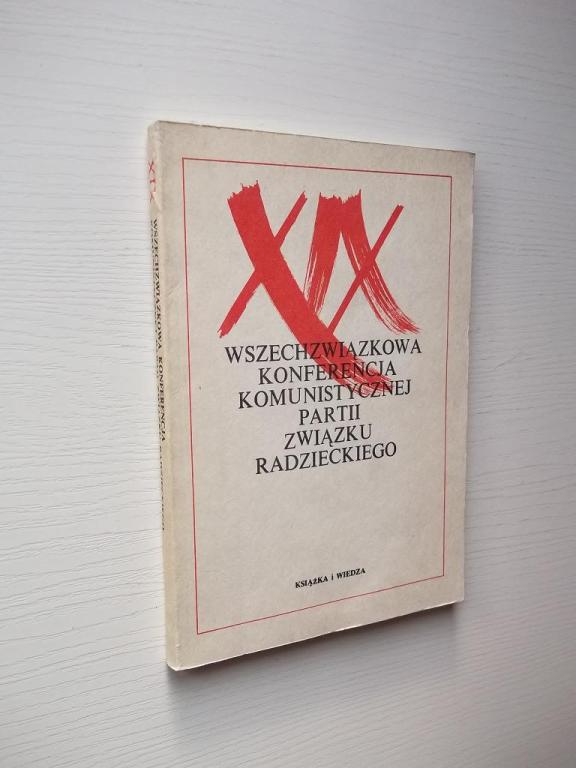 XIX
WSZECHZWIĄZKOWA
KONFERENCJA
KOMUNISTYCZNEJ
PARTII
ZWIĄZKU
RADZIECKIEGO
KSIĄŻKA i WIEDZA
XIX WSZECHZWIĄZKOWA KONFERENCJA